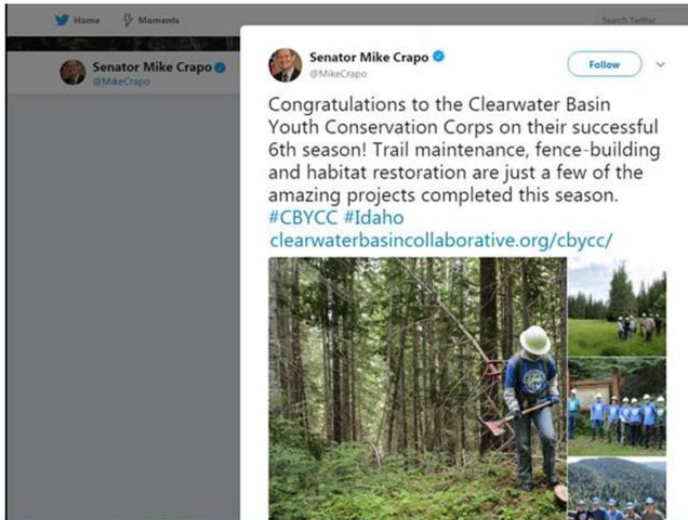 Home Moments Search Twitter
Senator Mike Crapo
@MikeCrapo
Senator Mike Crapo
@MikeCrapo
Follow
Congratulations to the Clearwater Basin
Youth Conservation Corps on their successful
6th season! Trail maintenance, fence-building
and habitat restoration are just a few of the
amazing projects completed this season.
#CBYCC #Idaho
clearwaterbasincollaborative.org/cbycc/